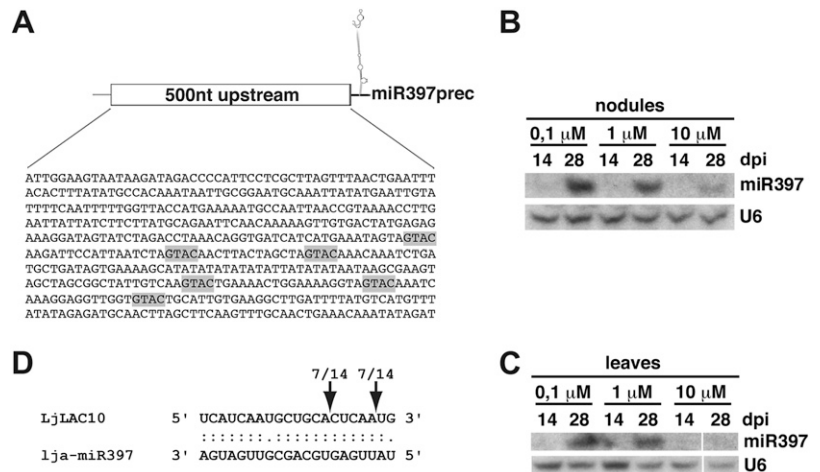 A
500nt upstream
miR397prec
ATTGGAAGTAATAAGATAGACCCCATTCCTCGCTTAGTTTAACTGAATTT
ACACTTTATATGCCACAAATAATTGCGGAATGCAAATTATATGAATTGTA
TTTTCAATTTTTGGTTACCATGAAAAATGCCAATTAACCGTAAAACCTTG
AATTATTATCTTCTTATGCAGAATTCAACAAAAAGTTGTGACTATGAGAG
AAAGGATAGTATCTAGACCTAAACAGGTGATCATCATGAAATAGTAGTAC
AAGATTCCATTAATCTAGTACAACTTACTAGCTAGTACAAACAAATCTGA
TGCTGATAGTGAAAAGCATATATATATATATTATATATAATAAGCGAAGT
AGCTAGCGGCTATTGTCAAGTACTGAAAACTGGAAAAGGTAGTACAAATC
AAAGGAGGTTGGTGTACTGCATTGTGAAGGCTTGATTTTATGTCATGTTT
ATATAGAGATGCAACTTAGCTTCAAGTTTGCAACTGAAACAAATATAGAT
B
nodules
0,1 µM 1 µM 10 µM
14 28 14 28 14 28 dpi
miR397
U6
C
leaves
0,1 µM 1 µM 10 µM
14 28 14 28 14 28 dpi
miR397
U6
D
7/14 7/14
LjLAC10 5' UCAUCAAUGCUGCACUCAAUG 3'
:::::::.:::::::::::.
lja-miR397 3' AGUAGUUGCGACGUGAGUUAU 5'